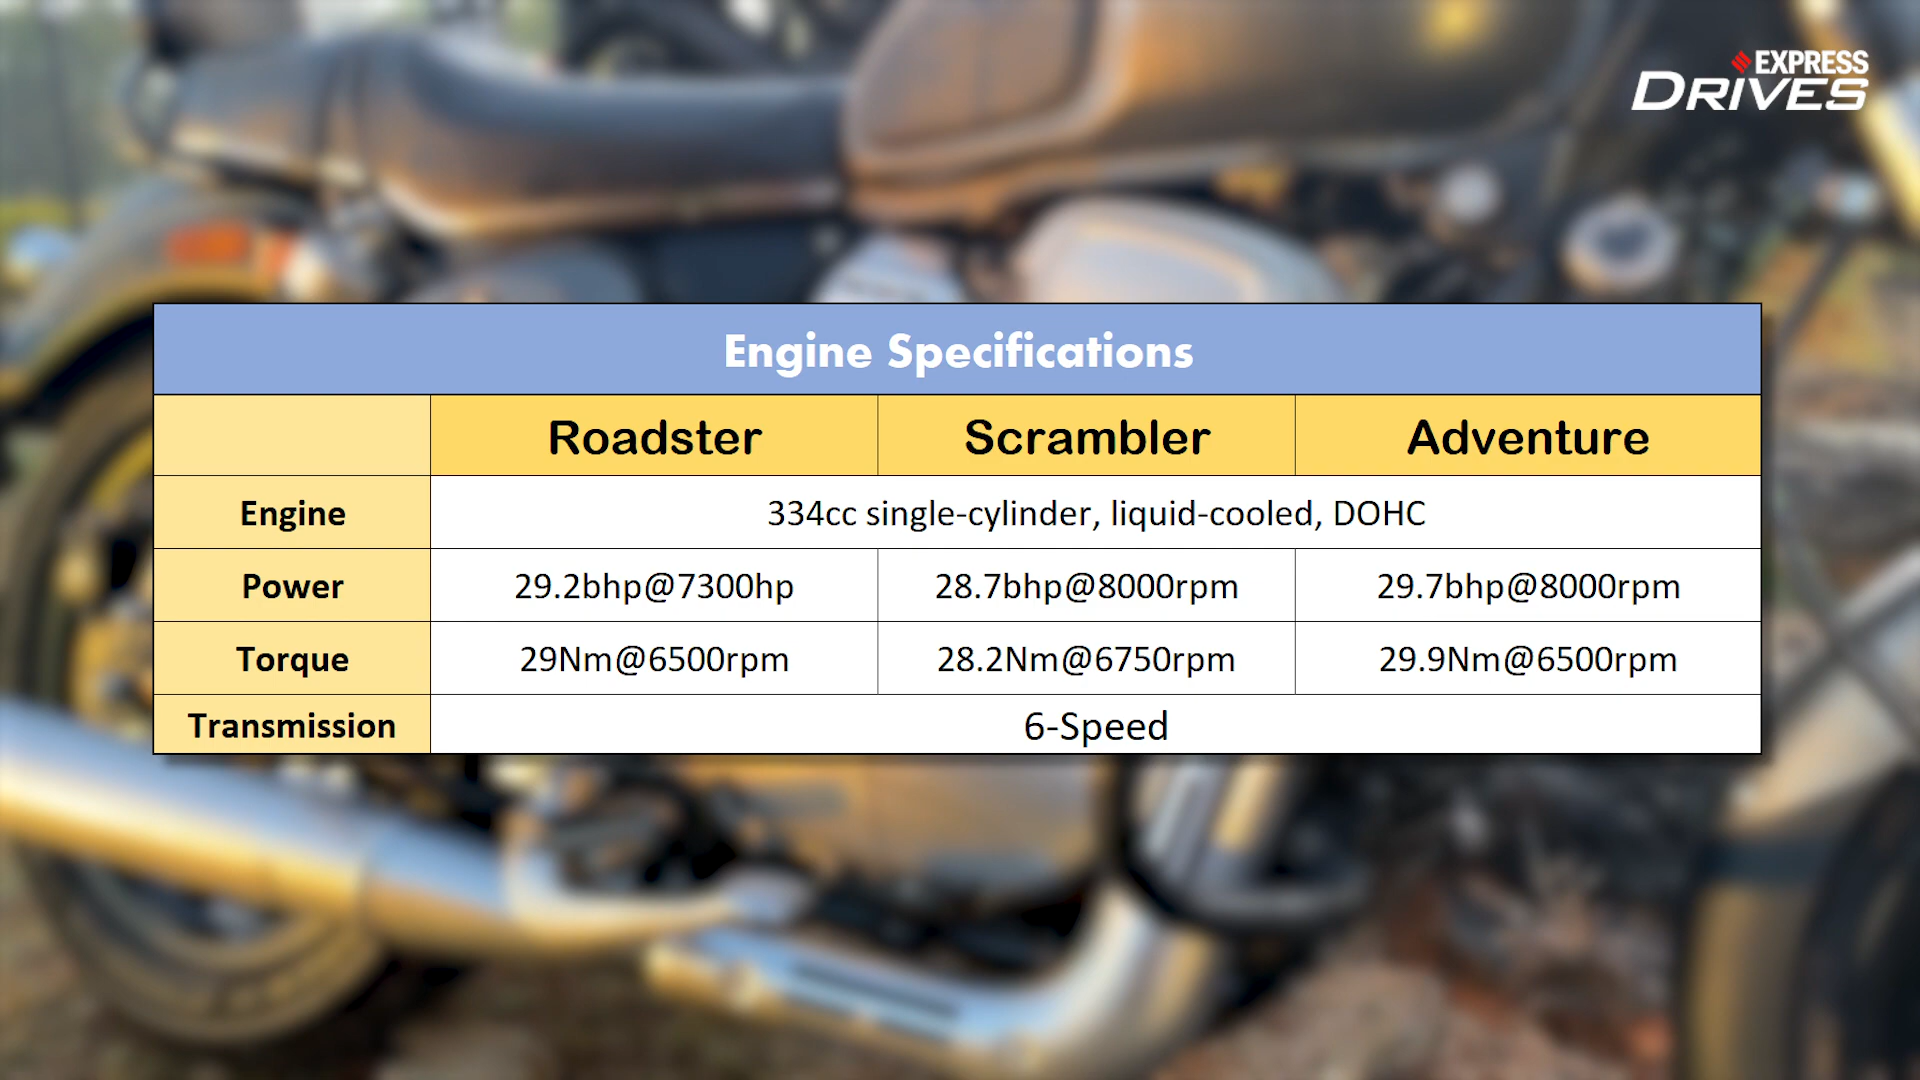 EXPRESS
DRIVES
Engine Specifications
Roadster Scrambler Adventure
Engine 334cc single-cylinder, liquid-cooled, DOHC
Power 29.2bhp@7300hp 28.7bhp@8000rpm 29.7bhp@8000rpm
Torque 29Nm@6500rpm 28.2Nm@6750rpm 29.9Nm@6500rpm
Transmission 6-Speed